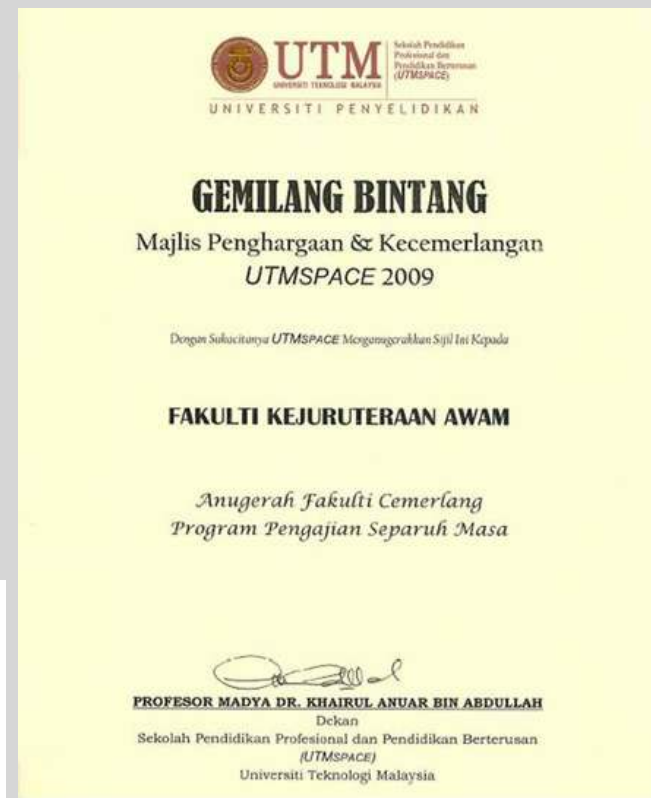 UTM
UNIVERSITI TEKNOLOGI MALAYSIA
Sekolah Pendidikan
Profesional dan
Pendidikan Berterusan
(UTMSPACE)
UNIVERSITI PENYELIDIKAN
GEMILANG BINTANG
Majlis Penghargaan & Kecemerlangan
UTMSPACE 2009
Dengan Sukacitanya UTMSPACE Menganugerahkan Sijil Ini Kepada
FAKULTI KEJURUTERAAN AWAM
Anugerah Fakulti Cemerlang
Program Pengajian Separuh Masa
PROFESOR MADYA DR. KHAIRUL ANUAR BIN ABDULLAH
Dekan
Sekolah Pendidikan Profesional dan Pendidikan Berterusan
(UTMSPACE)
Universiti Teknologi Malaysia